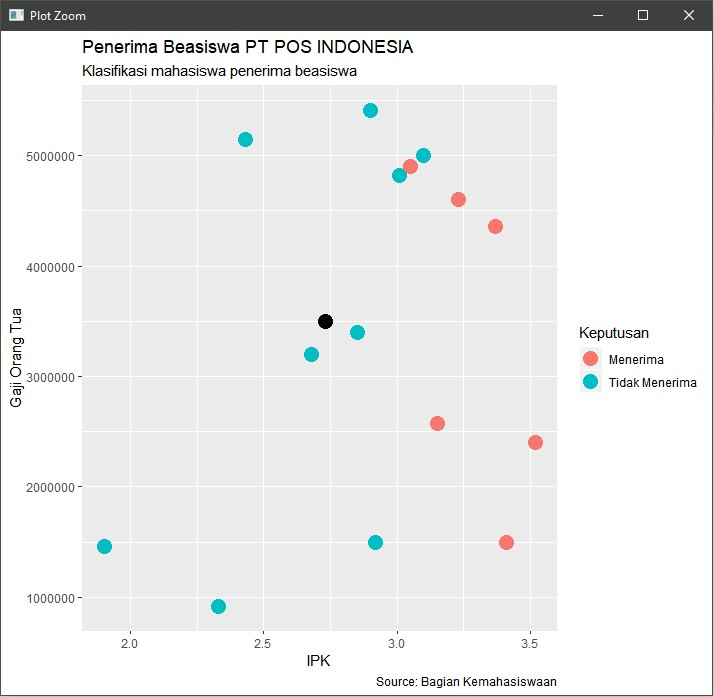 Plot Zoom
Penerima Beasiswa PT POS INDONESIA
Klasifikasi mahasiswa penerima beasiswa
5000000
4000000
3000000
2000000
1000000
Gaji Orang Tua
2.0 2.5 3.0 3.5
IPK
Keputusan
Menerima
Tidak Menerima
Source: Bagian Kemahasiswaan